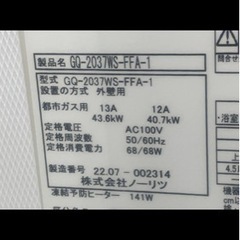 製品名 GQ-2037WS-FFA-1
型式 GQ-2037WS-FFA-1
設置の方式 外壁用
都市ガス用 13A 12A
43.6kW 40.7kW
定格電圧 AC100V
定格周波数 50/60Hz
定格消費電力 68/68W
製造番号 22.07-002314
株式会社ノーリツ
凍結予防ヒーター 141W